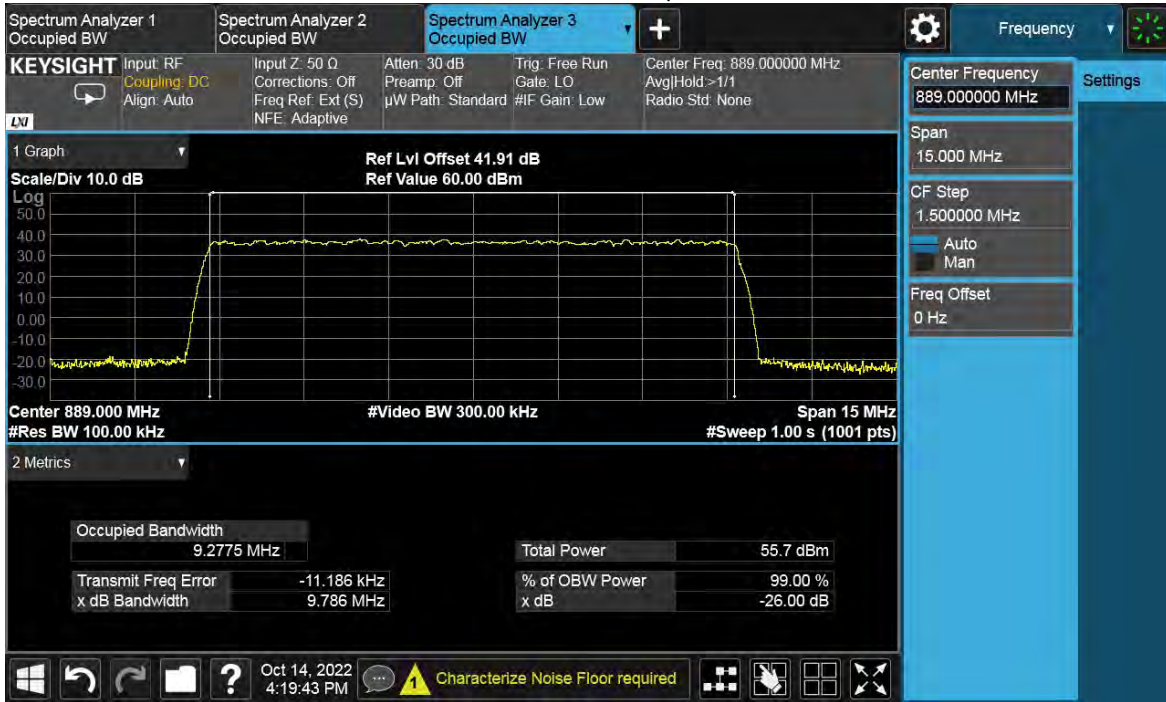 Spectrum Analyzer 1
Occupied BW
Spectrum Analyzer 2
Occupied BW
Spectrum Analyzer 3
Occupied BW
Frequency
KEYSIGHT
LXI
Input: RF
Coupling: DC
Align: Auto
Input Z: 50 Ω
Corrections: Off
Freq Ref: Ext (S)
NFE: Adaptive
Atten: 30 dB
Preamp: Off
µW Path: Standard
Trig: Free Run
Gate: LO
#IF Gain: Low
Center Freq: 889.000000 MHz
Avg|Hold:>1/1
Radio Std: None
Center Frequency
889.000000 MHz
Settings
Span
15.000 MHz
CF Step
1.500000 MHz
Auto
Man
Freq Offset
0 Hz
1 Graph
Scale/Div 10.0 dB
Ref Lvl Offset 41.91 dB
Ref Value 60.00 dBm
Log
50.0
40.0
30.0
20.0
10.0
0.00
-10.0
-20.0
-30.0
Center 889.000 MHz
#Video BW 300.00 kHz
Span 15 MHz
#Res BW 100.00 kHz
#Sweep 1.00 s (1001 pts)
2 Metrics
Occupied Bandwidth
9.2775 MHz
Total Power 55.7 dBm
Transmit Freq Error -11.186 kHz
% of OBW Power 99.00 %
x dB Bandwidth 9.786 MHz
x dB -26.00 dB
?
Oct 14, 2022
4:19:43 PM
1
Characterize Noise Floor required